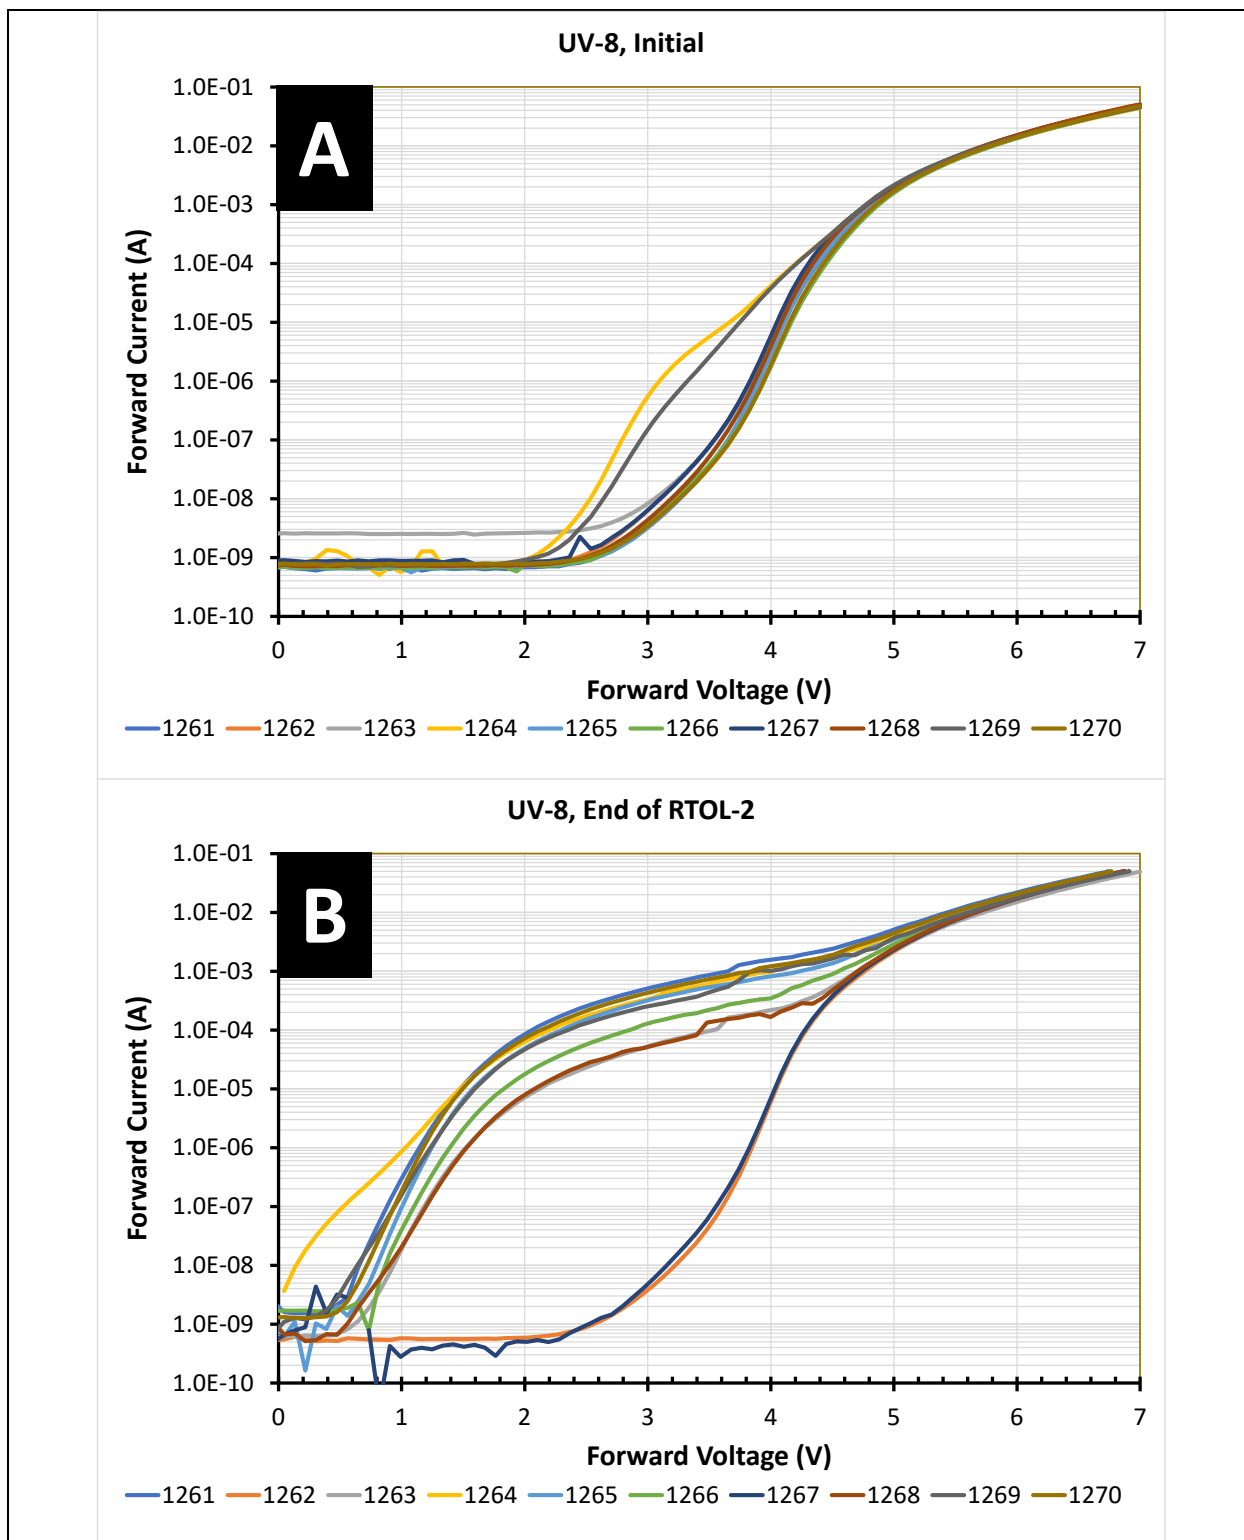 UV-8, Initial
A
1.0E-01
1.0E-02
1.0E-03
1.0E-04
1.0E-05
1.0E-06
1.0E-07
1.0E-08
1.0E-09
1.0E-10
Forward Current (A)
0 1 2 3 4 5 6 7
Forward Voltage (V)
1261 1262 1263 1264 1265 1266 1267 1268 1269 1270
UV-8, End of RTOL-2
B
1.0E-01
1.0E-02
1.0E-03
1.0E-04
1.0E-05
1.0E-06
1.0E-07
1.0E-08
1.0E-09
1.0E-10
Forward Current (A)
0 1 2 3 4 5 6 7
Forward Voltage (V)
1261 1262 1263 1264 1265 1266 1267 1268 1269 1270